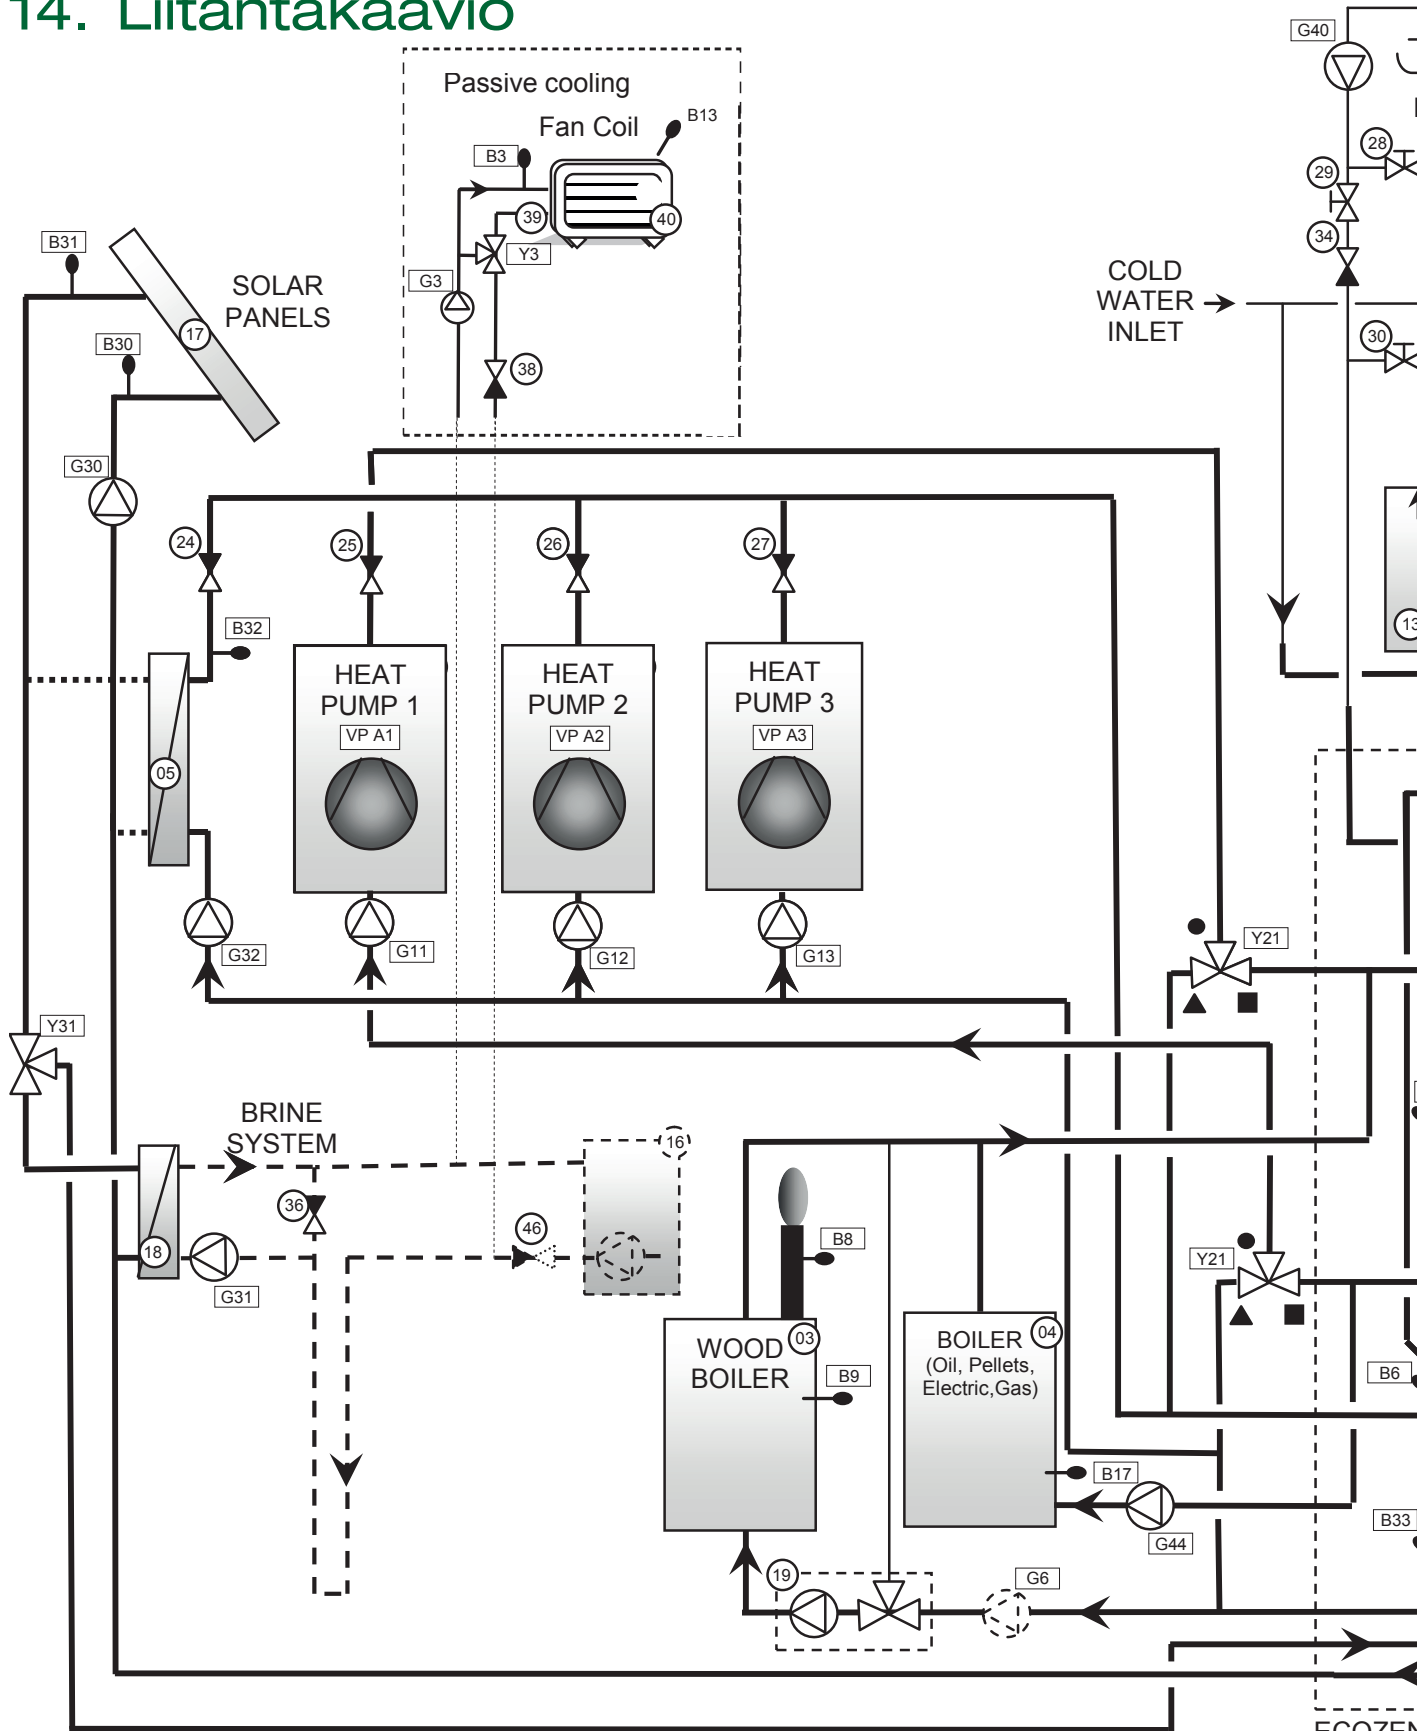 14. Liitäntäkaavio
G40
Passive cooling
Fan Coil
B13
B3
28
29
39
40
Y3
34
B31
G3
SOLAR
PANELS
COLD
WATER
INLET
17
B30
30
38
G30
24
25
26
27
B32
13
HEAT
PUMP 1
VP A1
HEAT
PUMP 2
VP A2
HEAT
PUMP 3
VP A3
05
G32
G11
G12
G13
Y21
Y31
BRINE
SYSTEM
16
36
46
18
B8
Y21
G31
WOOD
BOILER
03
BOILER
(Oil, Pellets,
Electric,Gas)
04
B9
B6
B17
B33
G44
19
G6